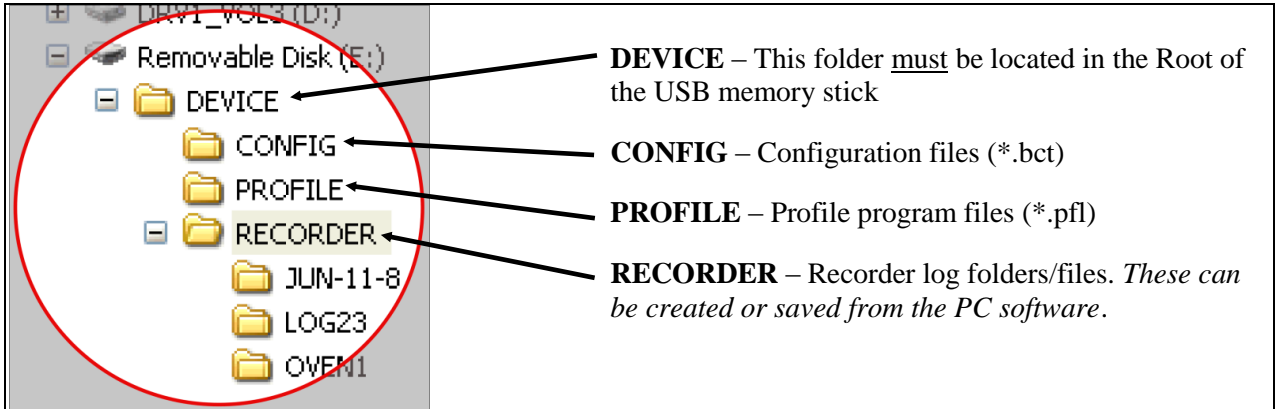 DRV1_VOL3 (D:)
Removable Disk (E:)
DEVICE
CONFIG
PROFILE
RECORDER
JUN-11-8
LOG23
OVEN1
DEVICE – This folder must be located in the Root of
the USB memory stick
CONFIG – Configuration files (*.bct)
PROFILE – Profile program files (*.pfl)
RECORDER – Recorder log folders/files. These can
be created or saved from the PC software.